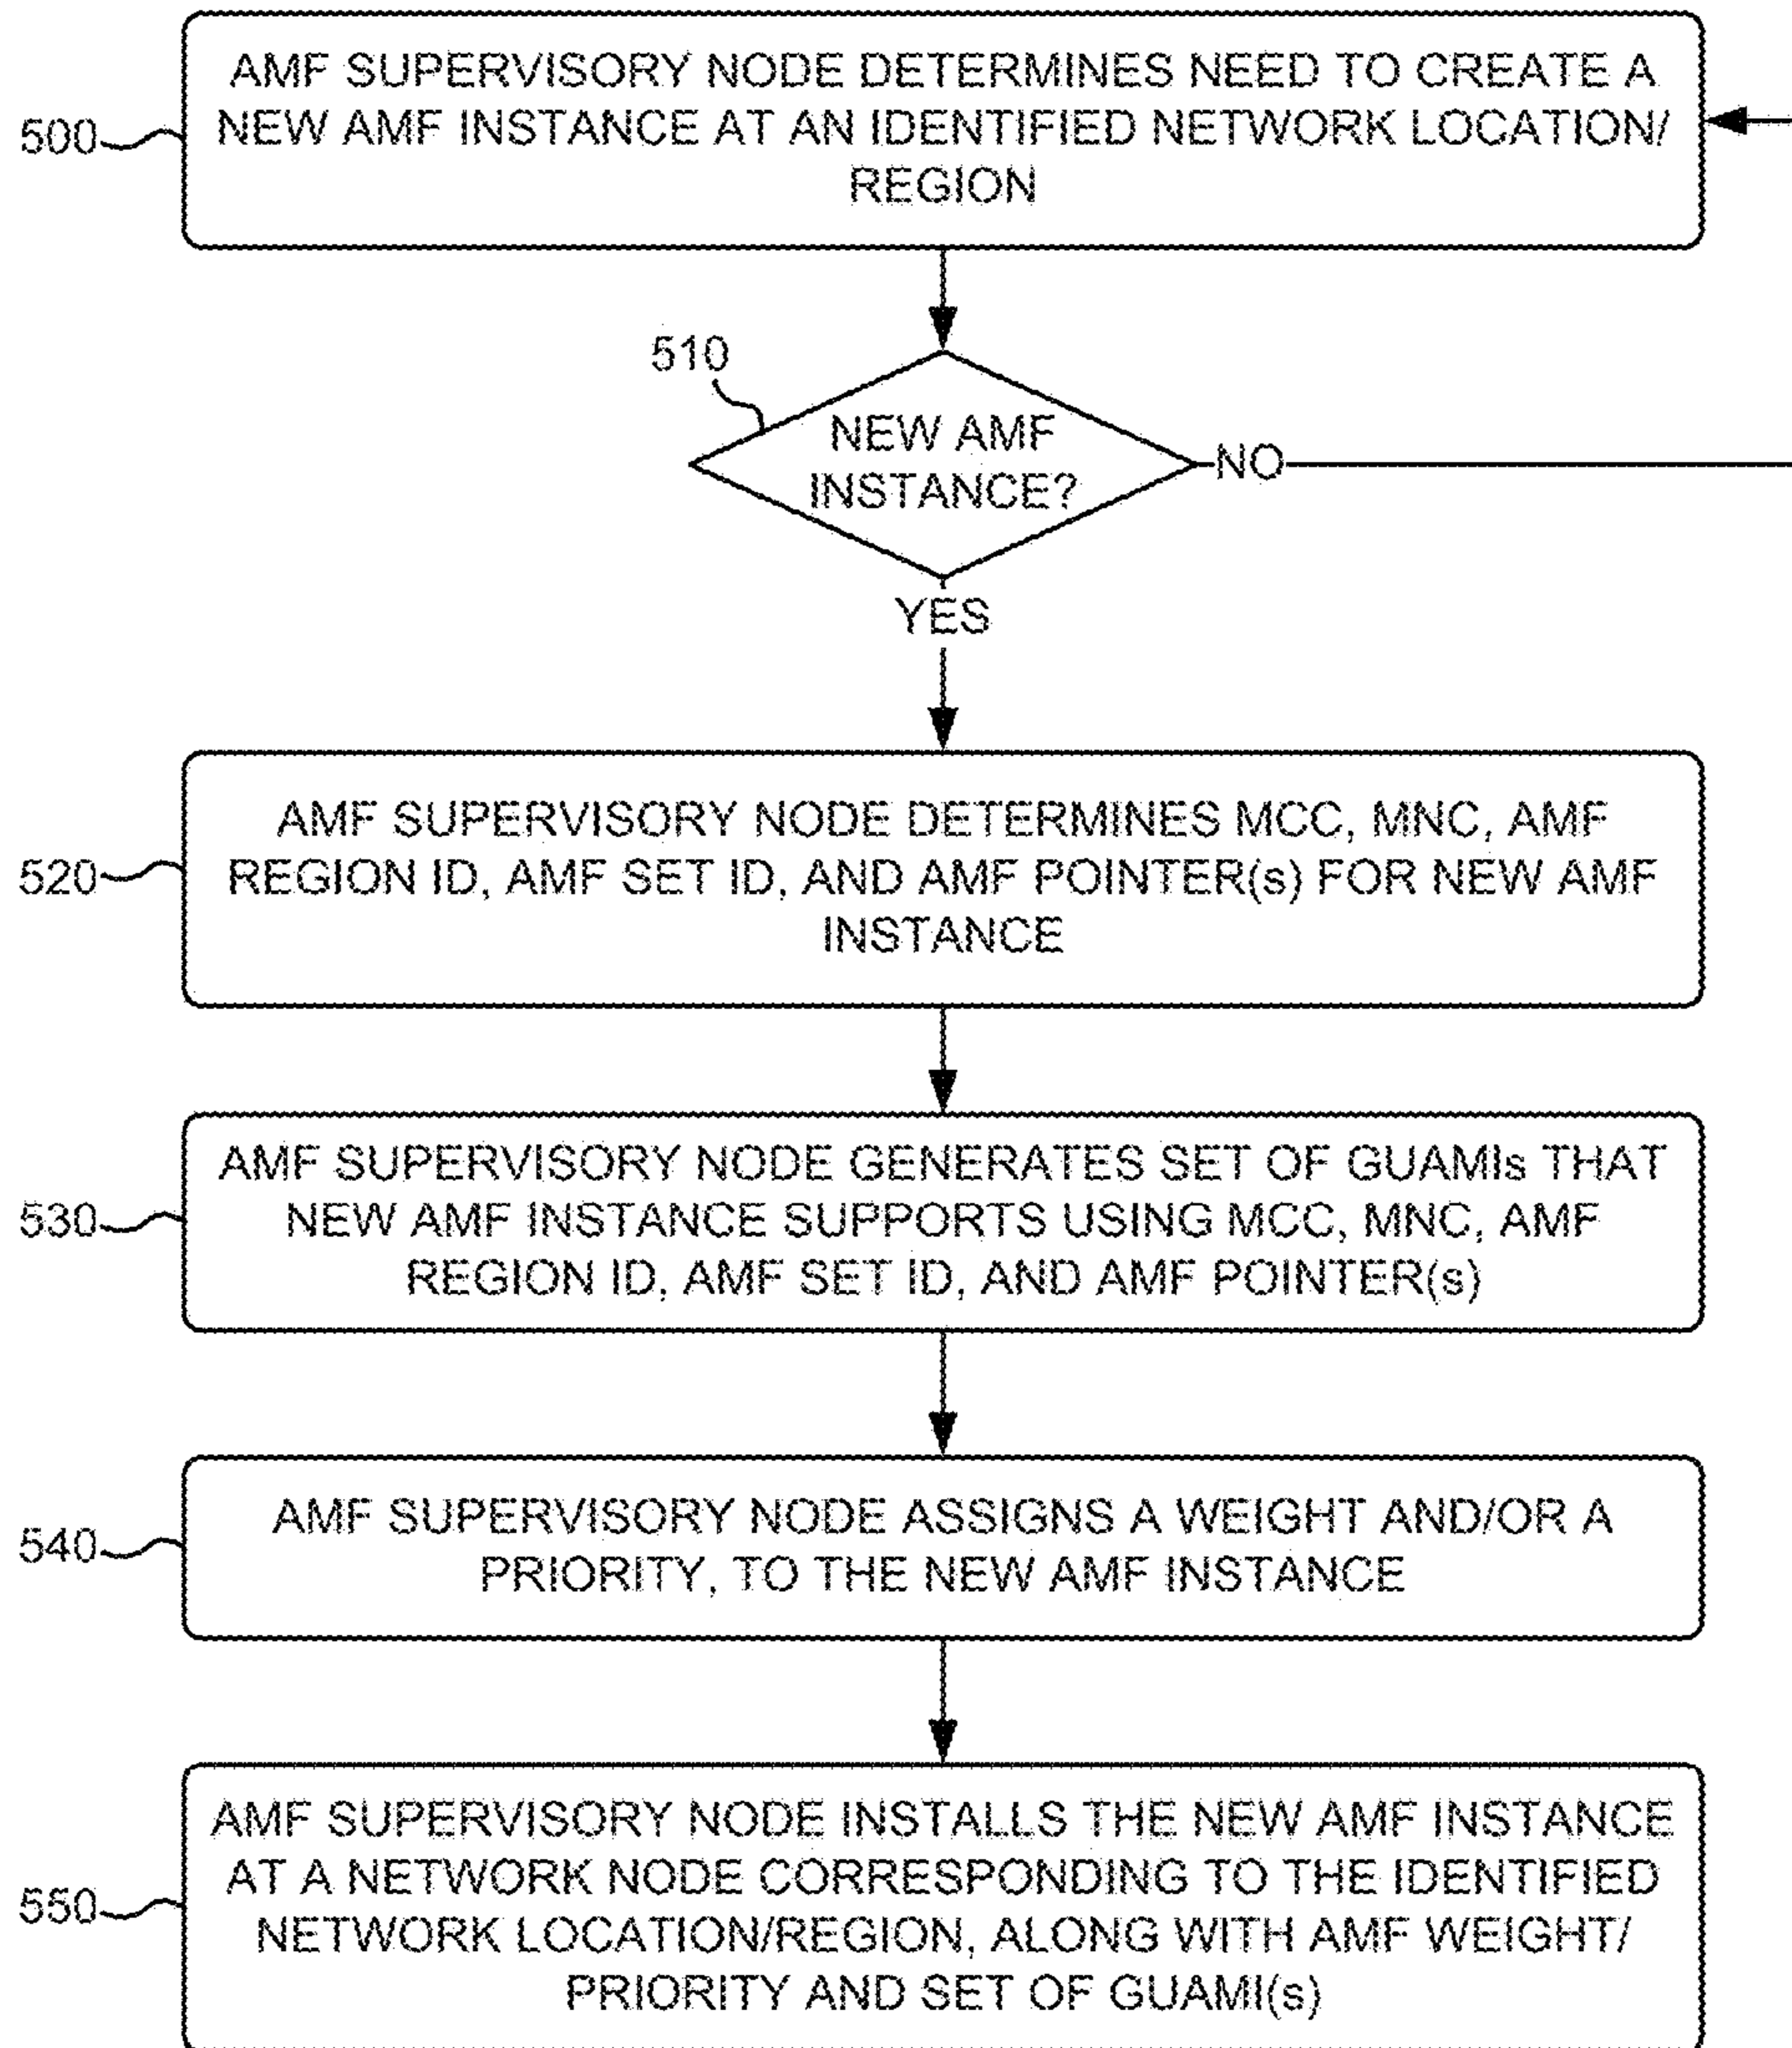 AMF SUPERVISORY NODE DETERMINES NEED TO CREATE A
NEW AMF INSTANCE AT AN IDENTIFIED NETWORK LOCATION/
REGION
500
510
NEW AMF
INSTANCE?
NO
YES
AMF SUPERVISORY NODE DETERMINES MCC, MNC, AMF
REGION ID, AMF SET ID, AND AMF POINTER(s) FOR NEW AMF
INSTANCE
520
AMF SUPERVISORY NODE GENERATES SET OF GUAMIs THAT
NEW AMF INSTANCE SUPPORTS USING MCC, MNC, AMF
REGION ID, AMF SET ID, AND AMF POINTER(s)
530
AMF SUPERVISORY NODE ASSIGNS A WEIGHT AND/OR A
PRIORITY, TO THE NEW AMF INSTANCE
540
AMF SUPERVISORY NODE INSTALLS THE NEW AMF INSTANCE
AT A NETWORK NODE CORRESPONDING TO THE IDENTIFIED
NETWORK LOCATION/REGION, ALONG WITH AMF WEIGHT/
PRIORITY AND SET OF GUAMI(s)
550